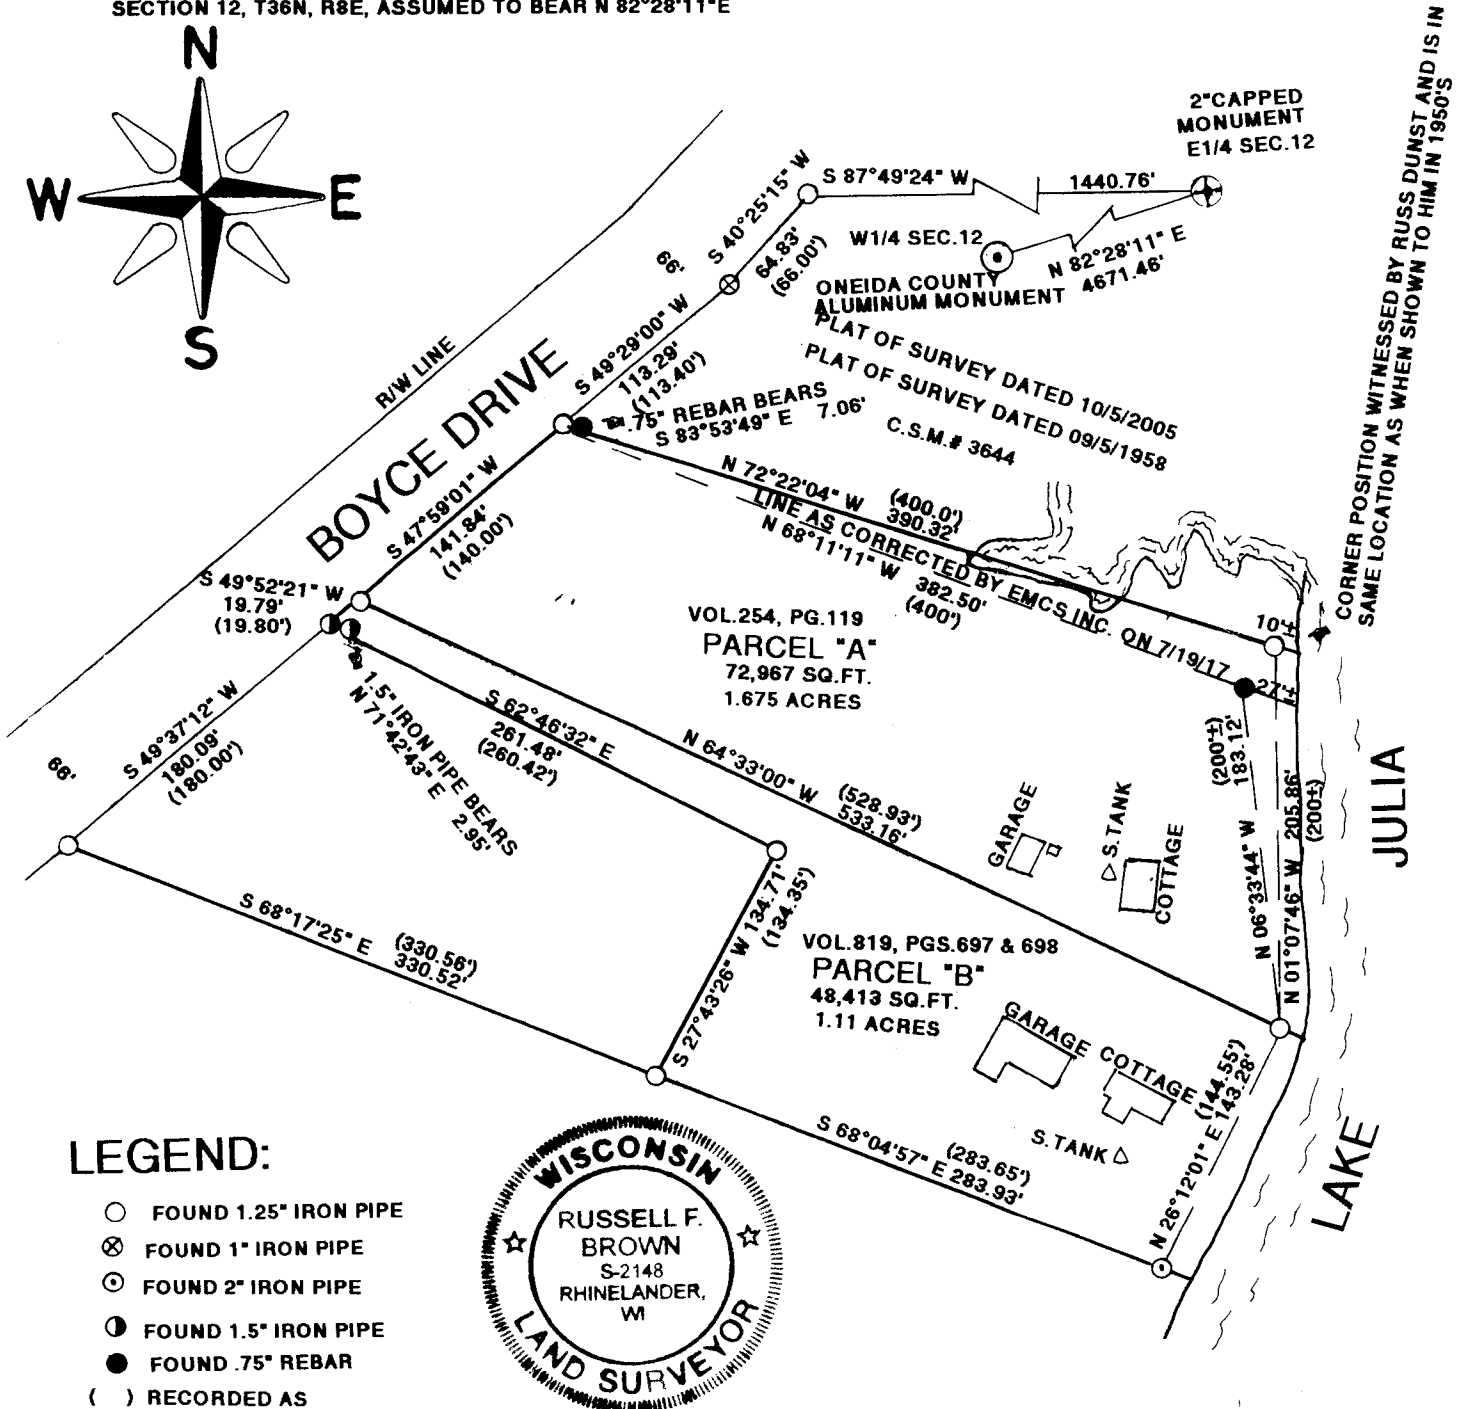 SECTION 12, T36N, R8E, ASSUMED TO BEAR N 82°28'11"E
N
W
E
S
2"CAPPED
MONUMENT
E1/4 SEC.12
S 87°49'24" W
1440.76'
W1/4 SEC.12
ONEIDA COUNTY
ALUMINUM MONUMENT
N 82°28'11" E
4671.46'
CORNER POSITION WITNESSED BY RUSS DUNST AND IS IN
SAME LOCATION AS WHEN SHOWN TO HIM IN 1950'S
S 40°25'15" W
64.83'
(66.00')
66'
S 49°29'00" W
113.29'
(113.40')
R/W LINE
BOYCE DRIVE
PLAT OF SURVEY DATED 10/5/2005
PLAT OF SURVEY DATED 09/5/1958
C.S.M.# 3644
.75" REBAR BEARS
S 83°53'49" E 7.06'
N 72°22'04" W
(400.0')
390.32'
LINE AS CORRECTED BY EMCS INC. ON 7/19/17
N 68°11'11" W
382.50'
(400')
S 47°59'01" W
141.84'
(140.00')
S 49°52'21" W
19.79'
(19.80')
10'±
27'±
VOL.254, PG.119
PARCEL "A"
72,967 SQ.FT.
1.675 ACRES
1.5" IRON PIPE BEARS
N 71°42'43" E
2.95'
S 62°46'32" E
261.48'
(260.42')
N 64°33'00" W
(528.93')
533.16'
S 49°37'12" W
180.09'
(180.00')
66'
(200'±)
183.12'
N 06°33'44" W
N 01°07'46" W 205.86'
(200±)
GARAGE
S.TANK
COTTAGE
LAKE JULIA
S 68°17'25" E
(330.56')
330.52'
S 27°43'26" W 134.71'
(134.35')
VOL.819, PGS.697 & 698
PARCEL "B"
48,413 SQ.FT.
1.11 ACRES
GARAGE
COTTAGE
S.TANK
(144.55')
N 26°12'01" E 143.28'
S 68°04'57" E 283.93'
(283.65')
LEGEND:
FOUND 1.25" IRON PIPE
FOUND 1" IRON PIPE
FOUND 2" IRON PIPE
FOUND 1.5" IRON PIPE
FOUND .75" REBAR
( ) RECORDED AS
WISCONSIN
RUSSELL F.
BROWN
S-2148
RHINELANDER,
WI
LAND SURVEYOR